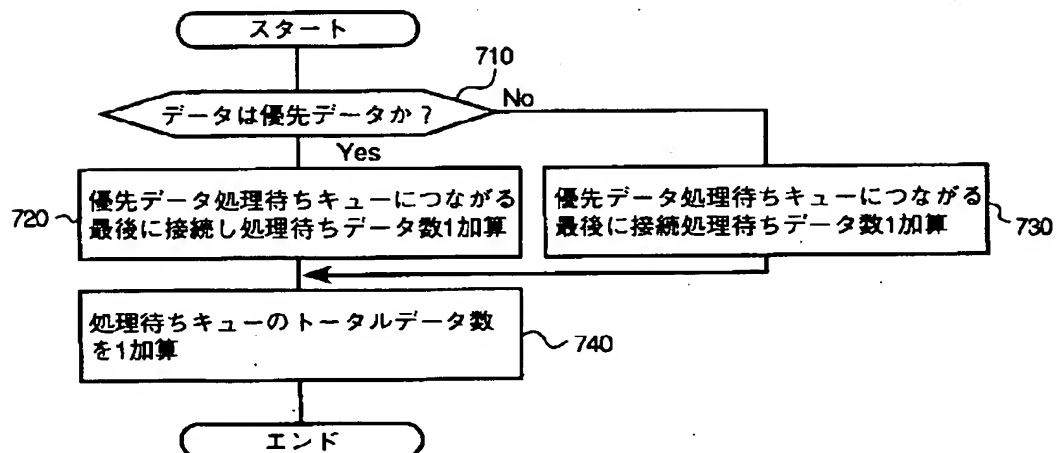 スタート
710
データは優先データか？
No
Yes
720
優先データ処理待ちキューにつながる
最後に接続し処理待ちデータ数1加算
優先データ処理待ちキューにつながる
最後に接続処理待ちデータ数1加算
730
処理待ちキューのトータルデータ数
を1加算
740
エンド